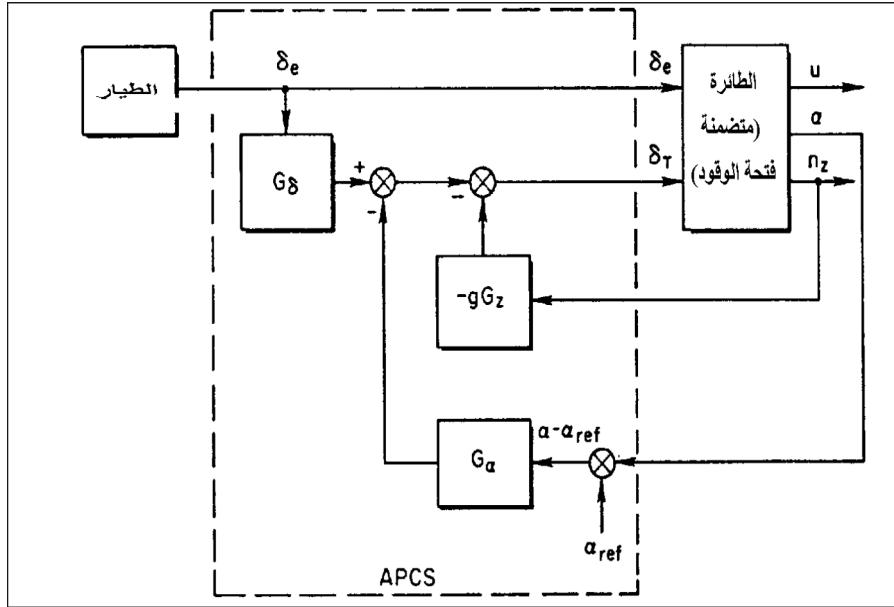 الطيار
δe
δe
الطائرة
(متضمنة
فتحة الوقود)
u
α
nz
Gδ
+
-
-
δT
-gGz
Gα
α-αref
αref
APCS